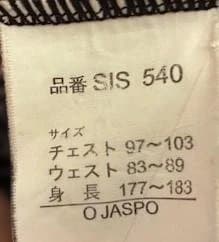 品番 SIS 540
サイズ
チェスト 97～103
ウェスト 83～89
身長 177～183
O JASPO